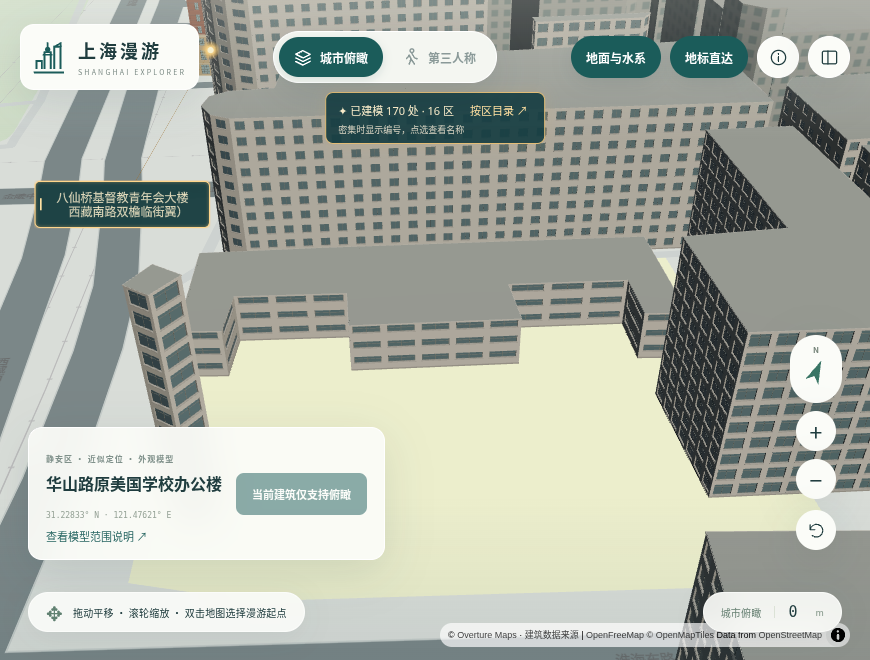 上海漫游
SHANGHAI EXPLORER
城市俯瞰
第三人称
地面与水系
地标直达
✦ 已建模 170 处 · 16 区 按区目录 ↗
密集时显示编号，点选查看名称
八仙桥基督教青年会大楼
西藏南路双檐临街翼）
静安区 · 近似定位 · 外观模型
华山路原美国学校办公楼
当前建筑仅支持俯瞰
31.22833° N · 121.47621° E
查看模型范围说明 ↗
N
+
−
拖动平移 · 滚轮缩放 · 双击地图选择漫游起点
城市俯瞰 0 m
© Overture Maps · 建筑数据来源 | OpenFreeMap © OpenMapTiles Data from OpenStreetMap